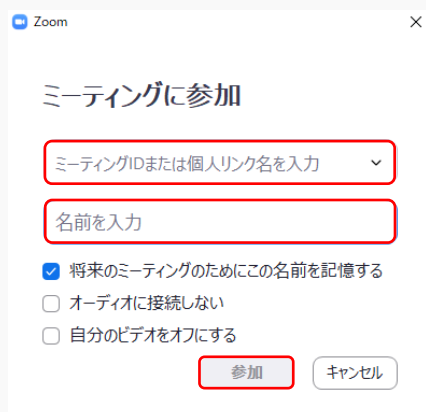 Zoom
ミーティングに参加
ミーティングIDまたは個人リンク名を入力
名前を入力
将来のミーティングのためにこの名前を記憶する
オーディオに接続しない
自分のビデオをオフにする
参加 キャンセル